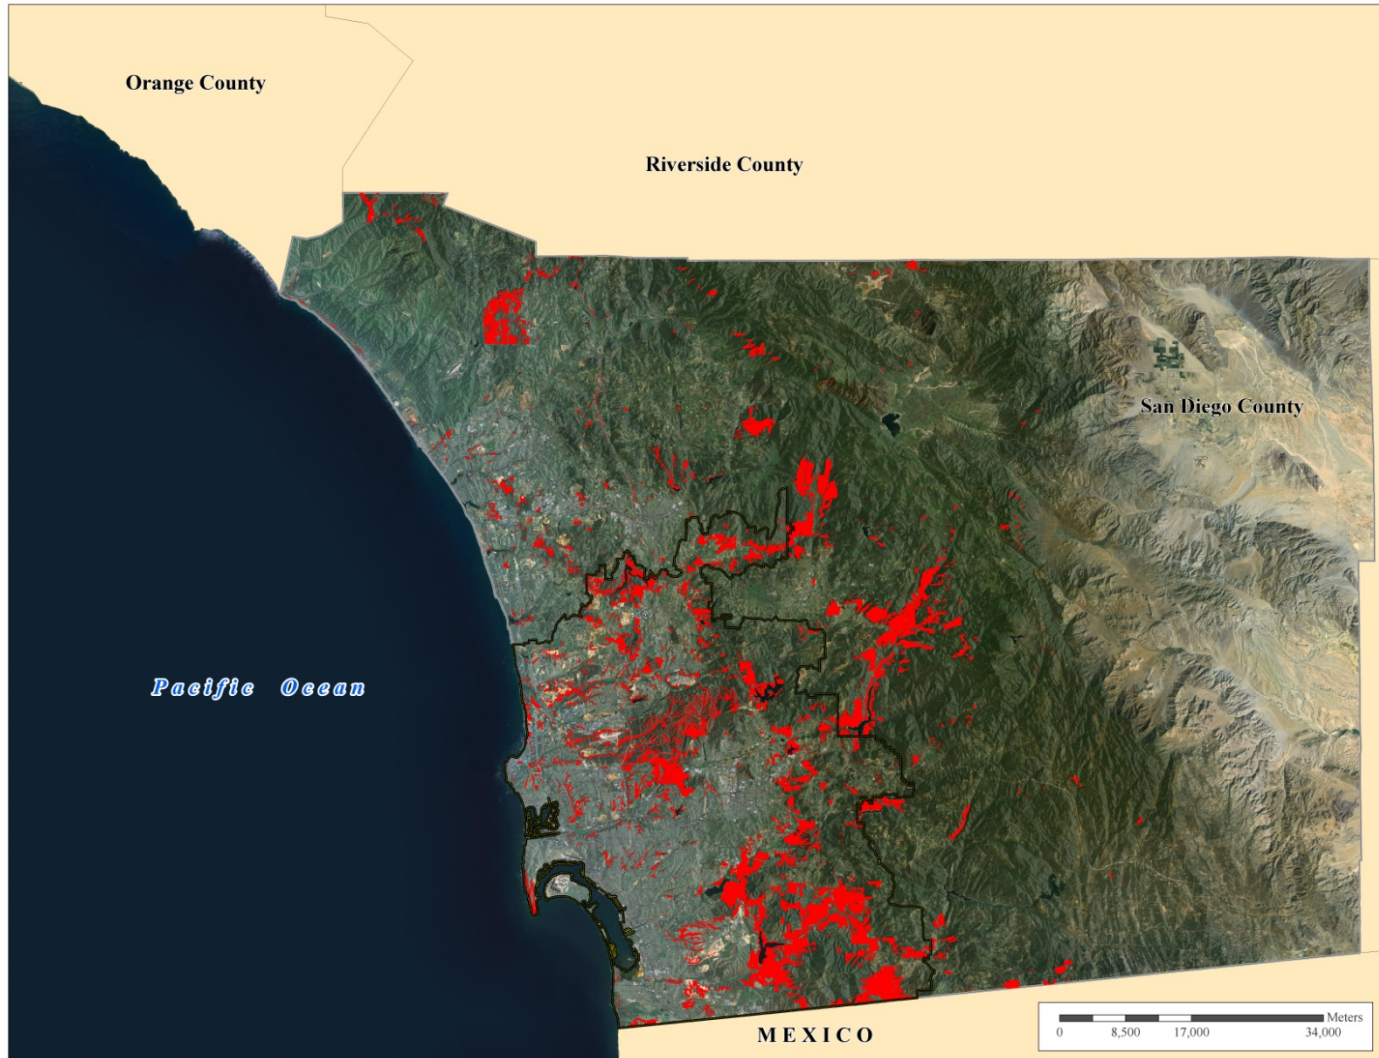 Orange County
Riverside County
San Diego County
Pacific Ocean
MEXICO
Meters
0 8,500 17,000 34,000